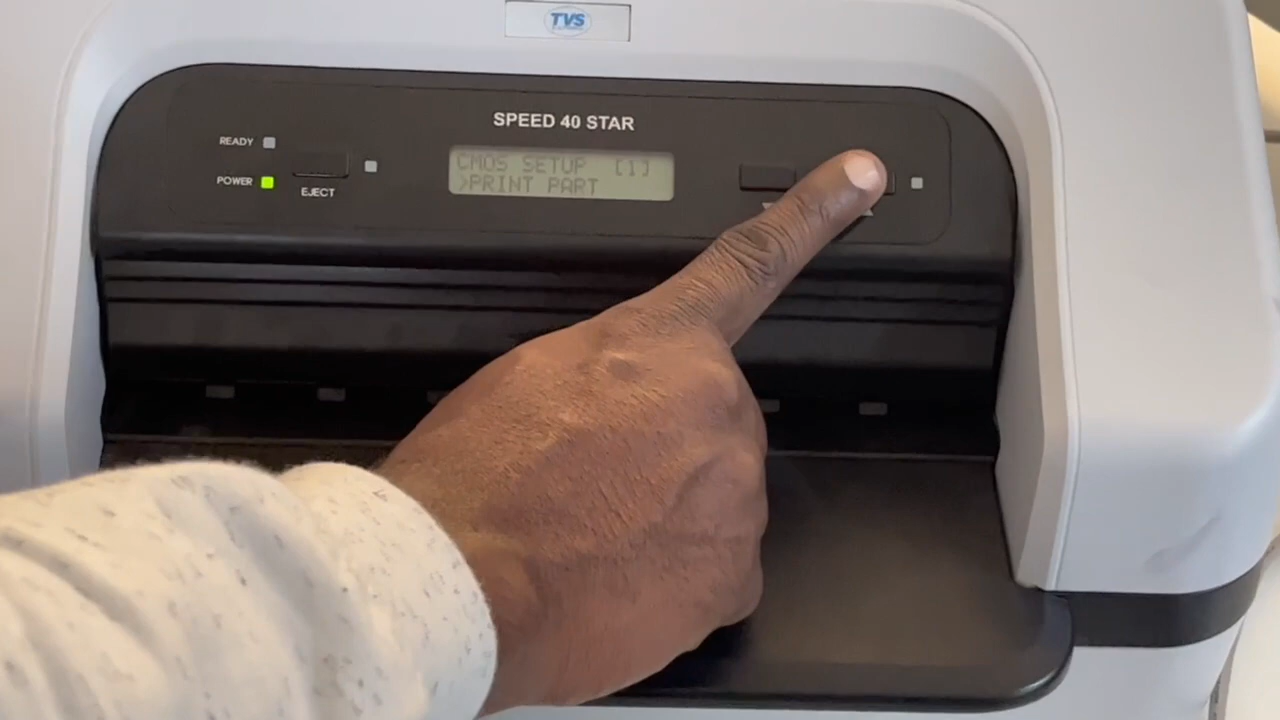 TVS
SPEED 40 STAR
READY
POWER
EJECT
CMOS SETUP [1]
>PRINT PART